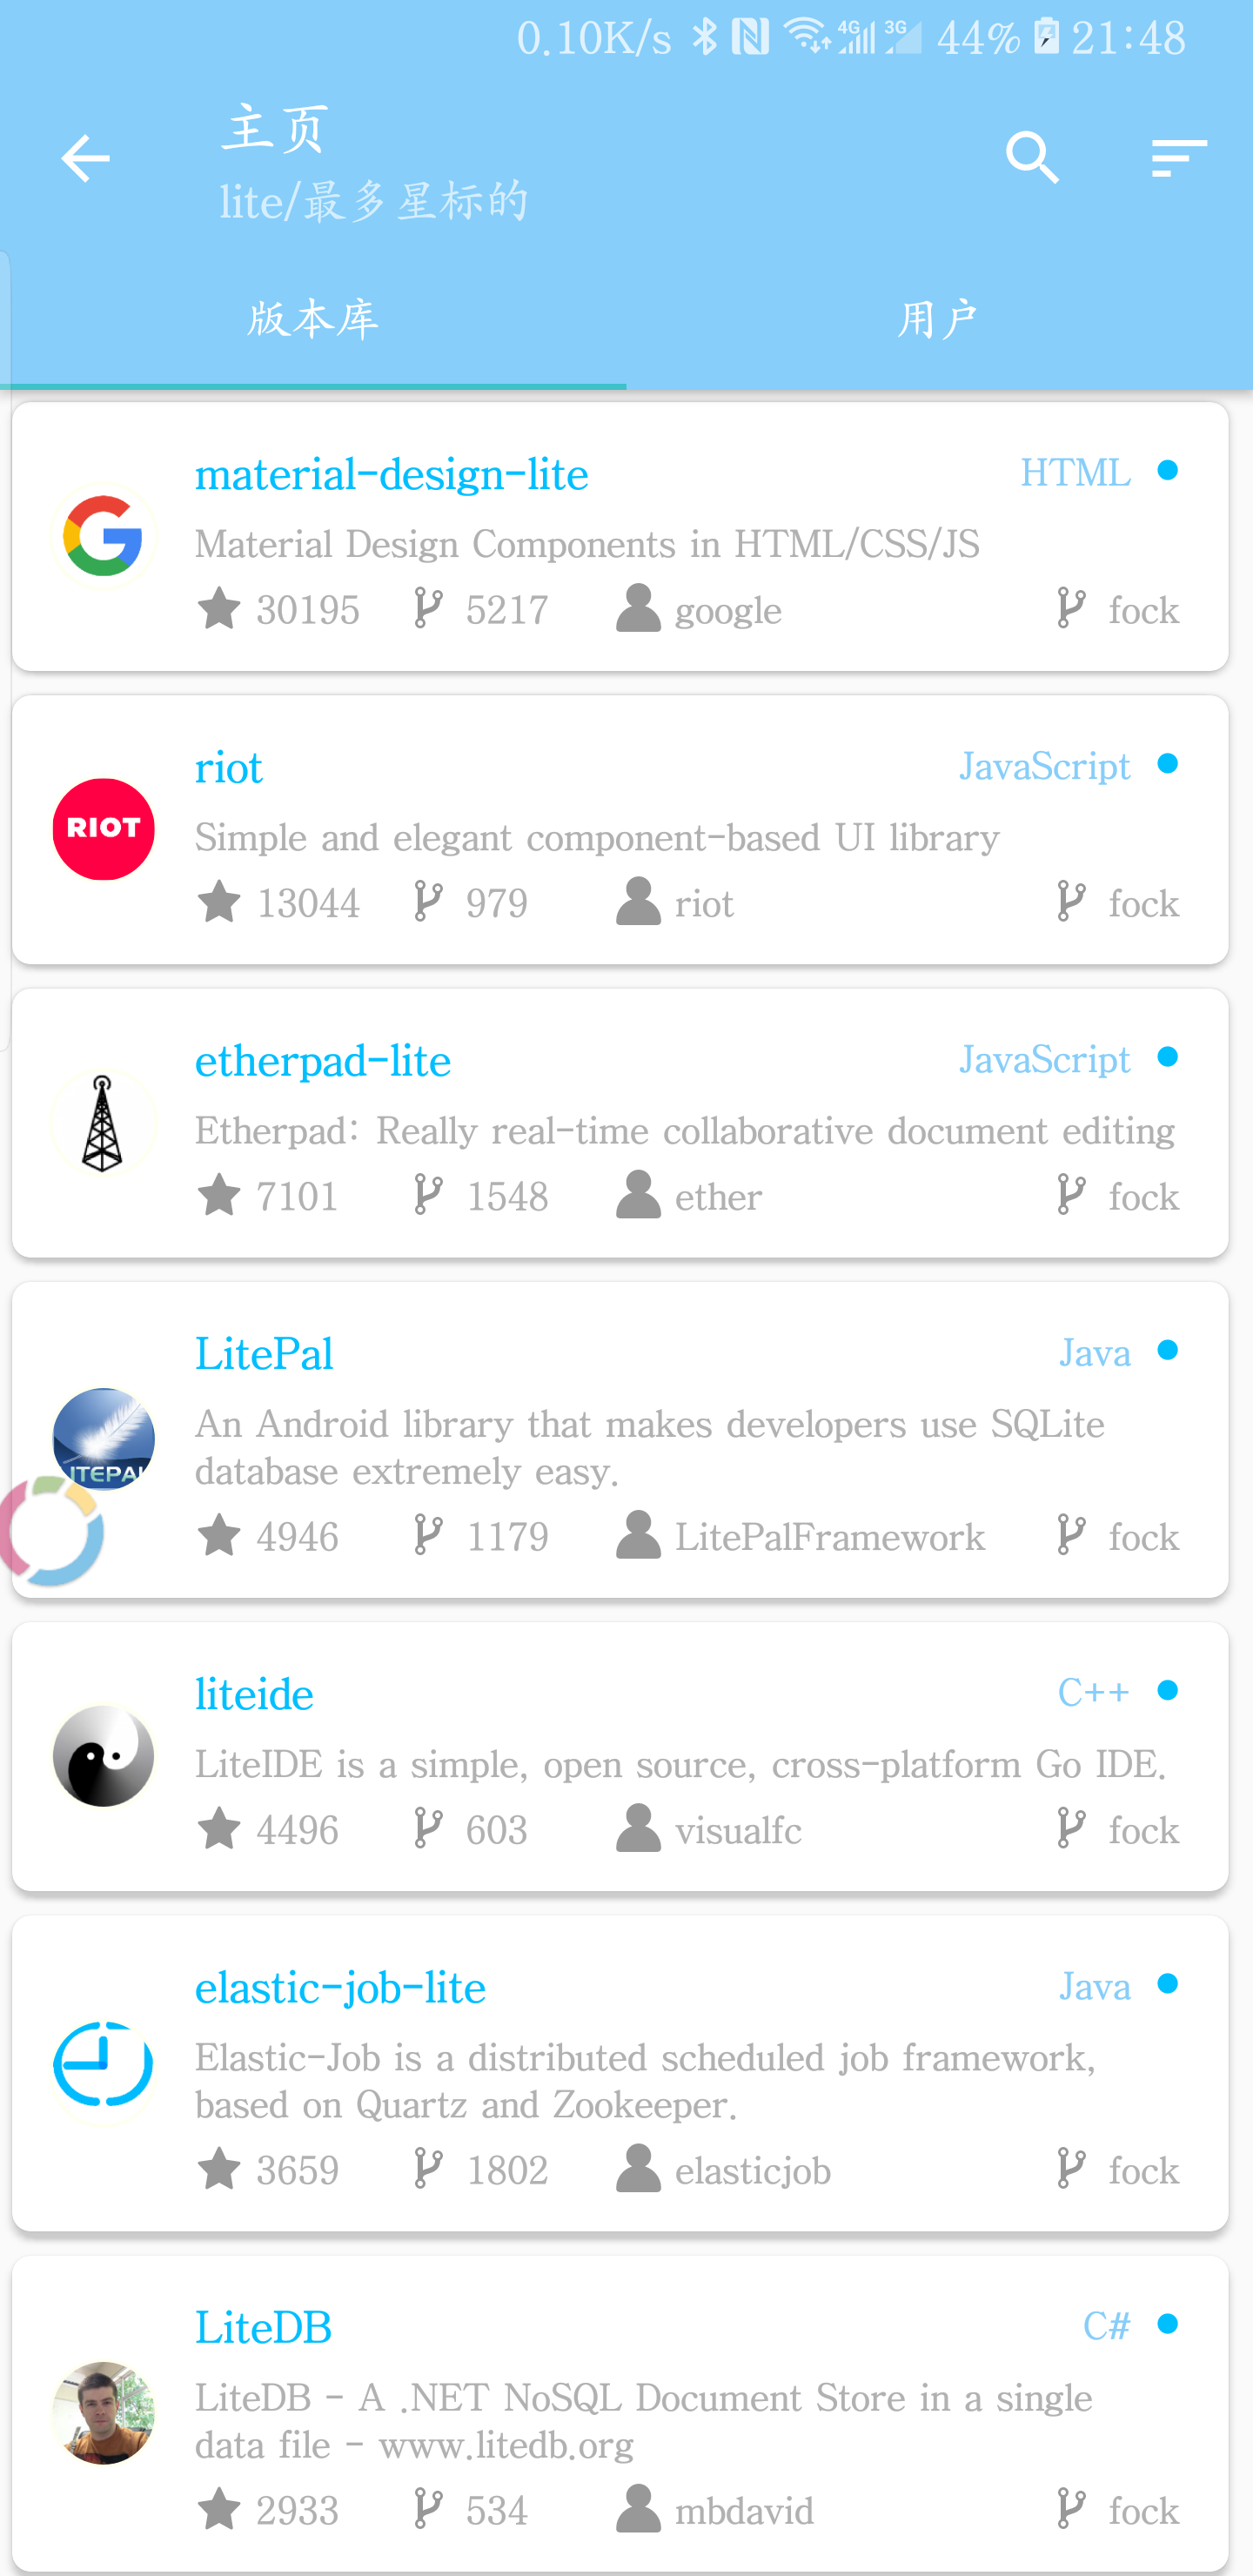 0.10K/s 4G 3G 44% 21:48
主页
lite/最多星标的
版本库 用户
material-design-lite HTML
Material Design Components in HTML/CSS/JS
30195 5217 google fock
riot JavaScript
RIOT
Simple and elegant component-based UI library
13044 979 riot fock
etherpad-lite JavaScript
Etherpad: Really real-time collaborative document editing
7101 1548 ether fock
LitePal Java
An Android library that makes developers use SQLite
database extremely easy.
ITEPAL
4946 1179 LitePalFramework fock
liteide C++
LiteIDE is a simple, open source, cross-platform Go IDE.
4496 603 visualfc fock
elastic-job-lite Java
Elastic-Job is a distributed scheduled job framework,
based on Quartz and Zookeeper.
3659 1802 elasticjob fock
LiteDB C#
LiteDB - A .NET NoSQL Document Store in a single
data file - www.litedb.org
2933 534 mbdavid fock